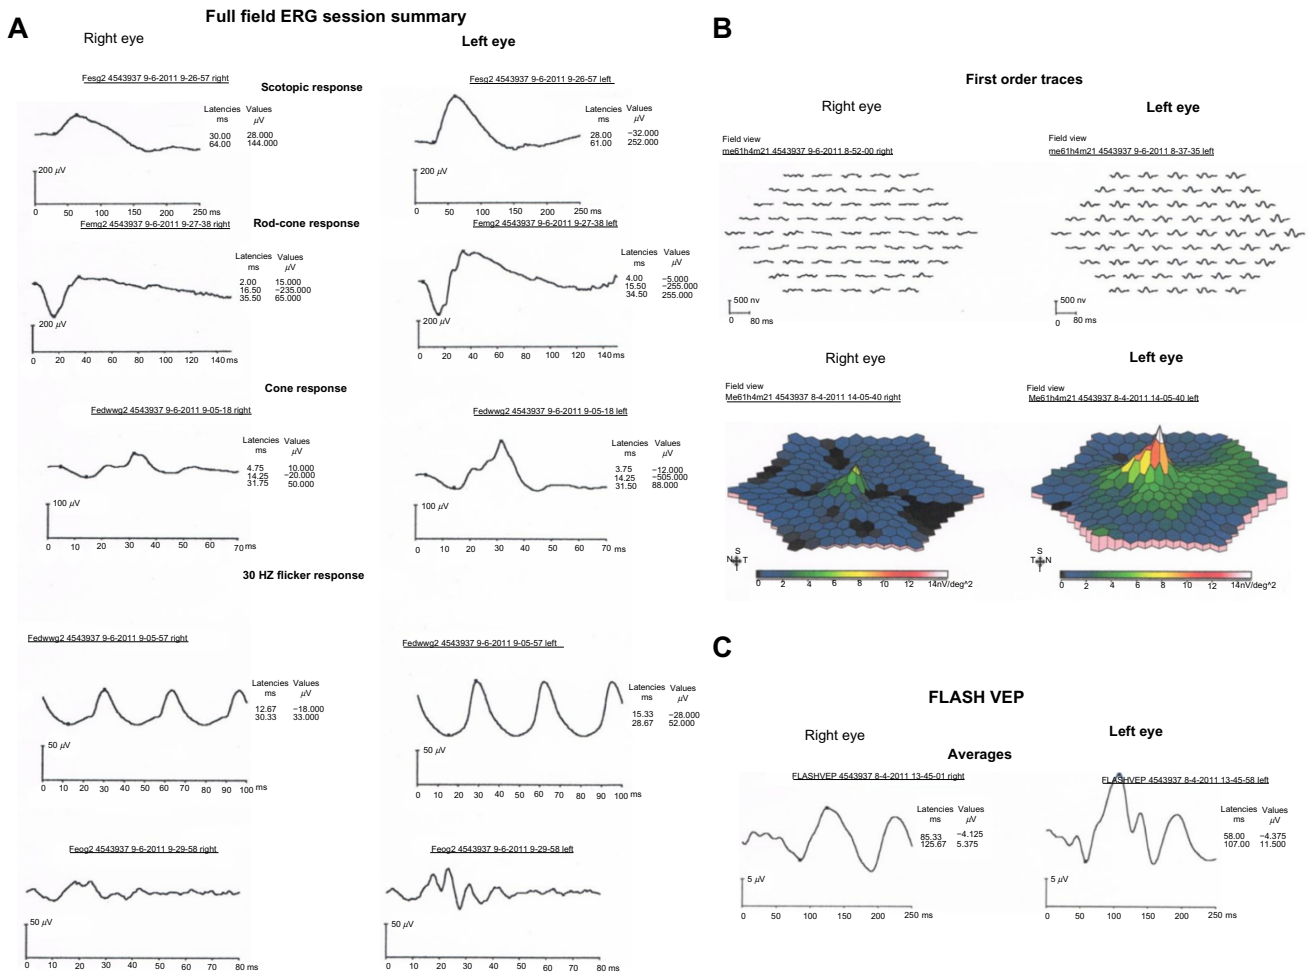 A
Full field ERG session summary
Right eye
Left eye
Fesg2 4543937 9-6-2011 9-26-57 right
Scotopic response
Fesg2 4543937 9-6-2011 9-26-57 left
Latencies Values
ms μV
30.00 28.000
64.00 144.000
200 μV
0 50 100 150 200 250 ms
Latencies Values
ms μV
28.00 −32.000
61.00 252.000
200 μV
0 50 100 150 200 250 ms
Femg2 4543937 9-6-2011 9-27-38 right
Rod-cone response
Femg2 4543937 9-6-2011 9-27-38 left
Latencies Values
ms μV
2.00 15.000
16.50 −235.000
35.50 65.000
200 μV
0 20 40 60 80 100 120 140 ms
Latencies Values
ms μV
4.00 −5.000
15.50 −255.000
34.50 255.000
200 μV
0 20 40 60 80 100 120 140 ms
Cone response
Fedwwg2 4543937 9-6-2011 9-05-18 right
Fedwwg2 4543937 9-6-2011 9-05-18 left
Latencies Values
ms μV
4.75 10.000
14.25 −20.000
31.75 50.000
100 μV
0 10 20 30 40 50 60 70 ms
Latencies Values
ms μV
3.75 −12.000
14.25 −505.000
31.50 88.000
100 μV
0 10 20 30 40 50 60 70 ms
30 HZ flicker response
Fedwwg2 4543937 9-6-2011 9-05-57 right
Fedwwg2 4543937 9-6-2011 9-05-57 left
Latencies Values
ms μV
12.67 −18.000
30.33 33.000
50 μV
0 10 20 30 40 50 60 70 80 90 100 ms
Latencies Values
ms μV
15.33 −28.000
28.67 52.000
50 μV
0 10 20 30 40 50 60 70 80 90 100 ms
Feog2 4543937 9-6-2011 9-29-58 right
Feog2 4543937 9-6-2011 9-29-58 left
50 μV
0 10 20 30 40 50 60 70 80 ms
50 μV
0 10 20 30 40 50 60 70 80 ms
B
First order traces
Right eye
Left eye
Field view
me61h4m21 4543937 9-6-2011 8-52-00 right
Field view
me61h4m21 4543937 9-6-2011 8-37-35 left
500 nv
0 80 ms
500 nv
0 80 ms
Right eye
Left eye
Field view
Me61h4m21 4543937 8-4-2011 14-05-40 right
Field view
Me61h4m21 4543937 8-4-2011 14-05-40 left
S
N T
I
0 2 4 6 8 10 12 14nV/deg^2
S
T N
I
0 2 4 6 8 10 12 14nV/deg^2
C
FLASH VEP
Right eye
Left eye
Averages
FLASHVEP 4543937 8-4-2011 13-45-01 right
FLASHVEP 4543937 8-4-2011 13-45-58 left
Latencies Values
ms μV
85.33 −4.125
125.67 5.375
5 μV
0 50 100 150 200 250 ms
Latencies Values
ms μV
58.00 −4.375
107.00 11.500
5 μV
0 50 100 150 200 250 ms